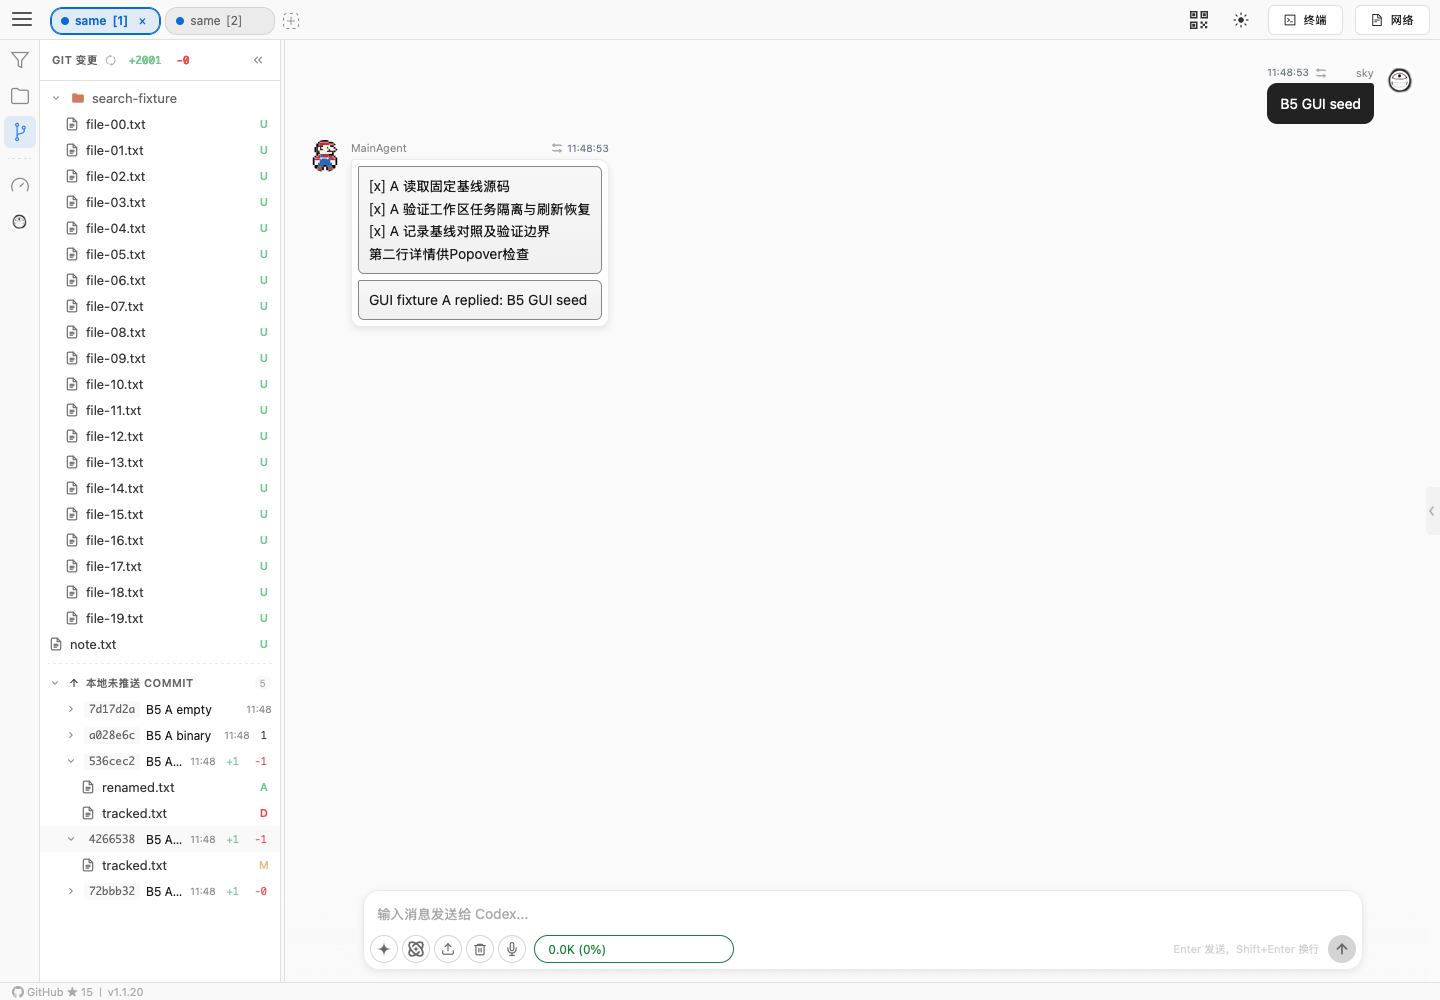 same [1] ×
same [2]
终端
网络
GIT 变更 +2001 -0
search-fixture
file-00.txt U
file-01.txt U
file-02.txt U
file-03.txt U
file-04.txt U
file-05.txt U
file-06.txt U
file-07.txt U
file-08.txt U
file-09.txt U
file-10.txt U
file-11.txt U
file-12.txt U
file-13.txt U
file-14.txt U
file-15.txt U
file-16.txt U
file-17.txt U
file-18.txt U
file-19.txt U
note.txt U
本地未推送 COMMIT 5
7d17d2a B5 A empty 11:48
a028e6c B5 A binary 11:48 1
536cec2 B5 A... 11:48 +1 -1
renamed.txt A
tracked.txt D
4266538 B5 A... 11:48 +1 -1
tracked.txt M
72bbb32 B5 A... 11:48 +1 -0
11:48:53 sky
B5 GUI seed
MainAgent 11:48:53
[x] A 读取固定基线源码
[x] A 验证工作区任务隔离与刷新恢复
[x] A 记录基线对照及验证边界
第二行详情供Popover检查
GUI fixture A replied: B5 GUI seed
输入消息发送给 Codex...
0.0K (0%)
Enter 发送，Shift+Enter 换行
GitHub ★ 15 | v1.1.20